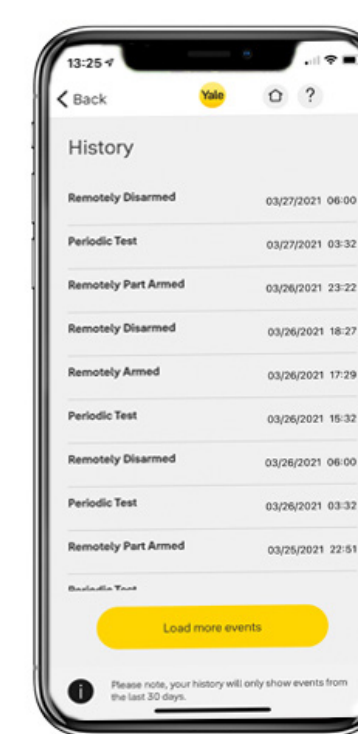 13:25
Back
Yale
?
History
Remotely Disarmed 03/27/2021 06:00
Periodic Test 03/27/2021 03:32
Remotely Part Armed 03/26/2021 23:22
Remotely Disarmed 03/26/2021 18:27
Remotely Armed 03/26/2021 17:29
Periodic Test 03/26/2021 15:32
Remotely Disarmed 03/26/2021 06:00
Periodic Test 03/26/2021 03:32
Remotely Part Armed 03/25/2021 22:51
Periodic Test
Load more events
i
Please note, your history will only show events from
the last 30 days.